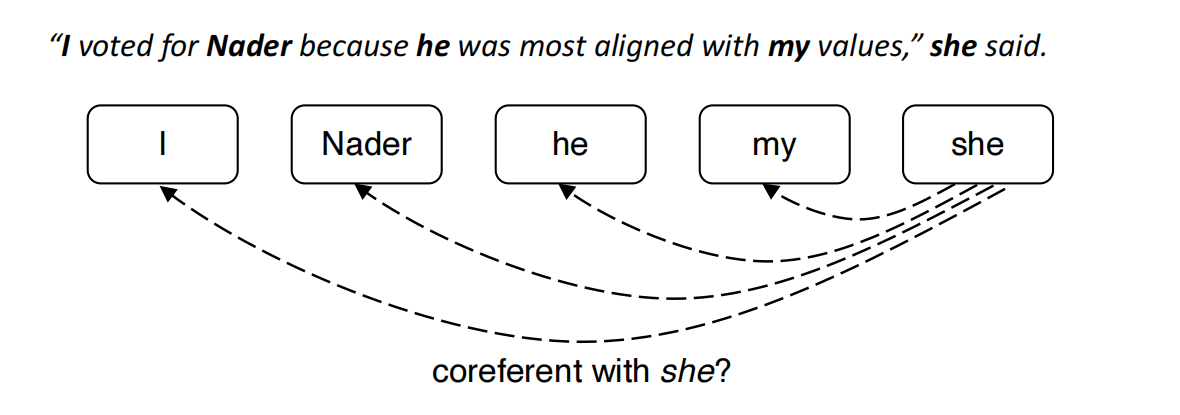 “I voted for Nader because he was most aligned with my values,” she said.
I Nader he my she
coreferent with she?